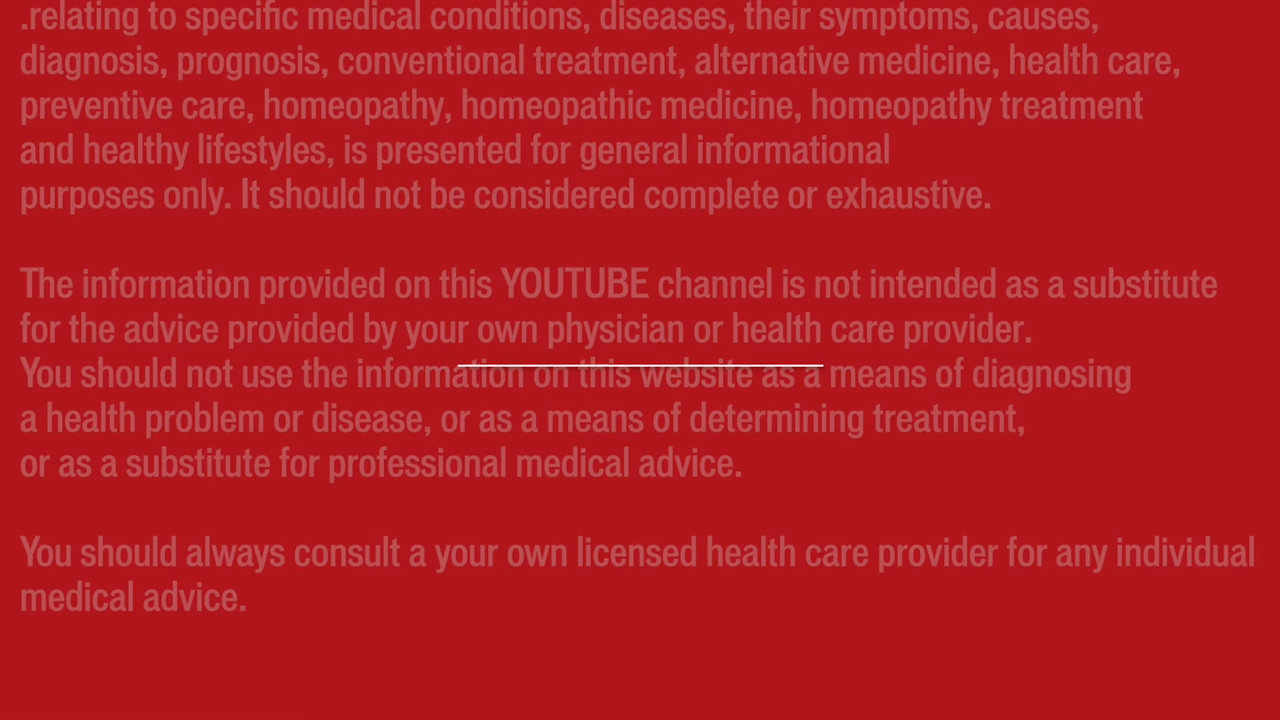 .relating to specific medical conditions, diseases, their symptoms, causes,
diagnosis, prognosis, conventional treatment, alternative medicine, health care,
preventive care, homeopathy, homeopathic medicine, homeopathy treatment
and healthy lifestyles, is presented for general informational
purposes only. It should not be considered complete or exhaustive.
The information provided on this YOUTUBE channel is not intended as a substitute
for the advice provided by your own physician or health care provider.
You should not use the information on this website as a means of diagnosing
a health problem or disease, or as a means of determining treatment,
or as a substitute for professional medical advice.
You should always consult a your own licensed health care provider for any individual
medical advice.